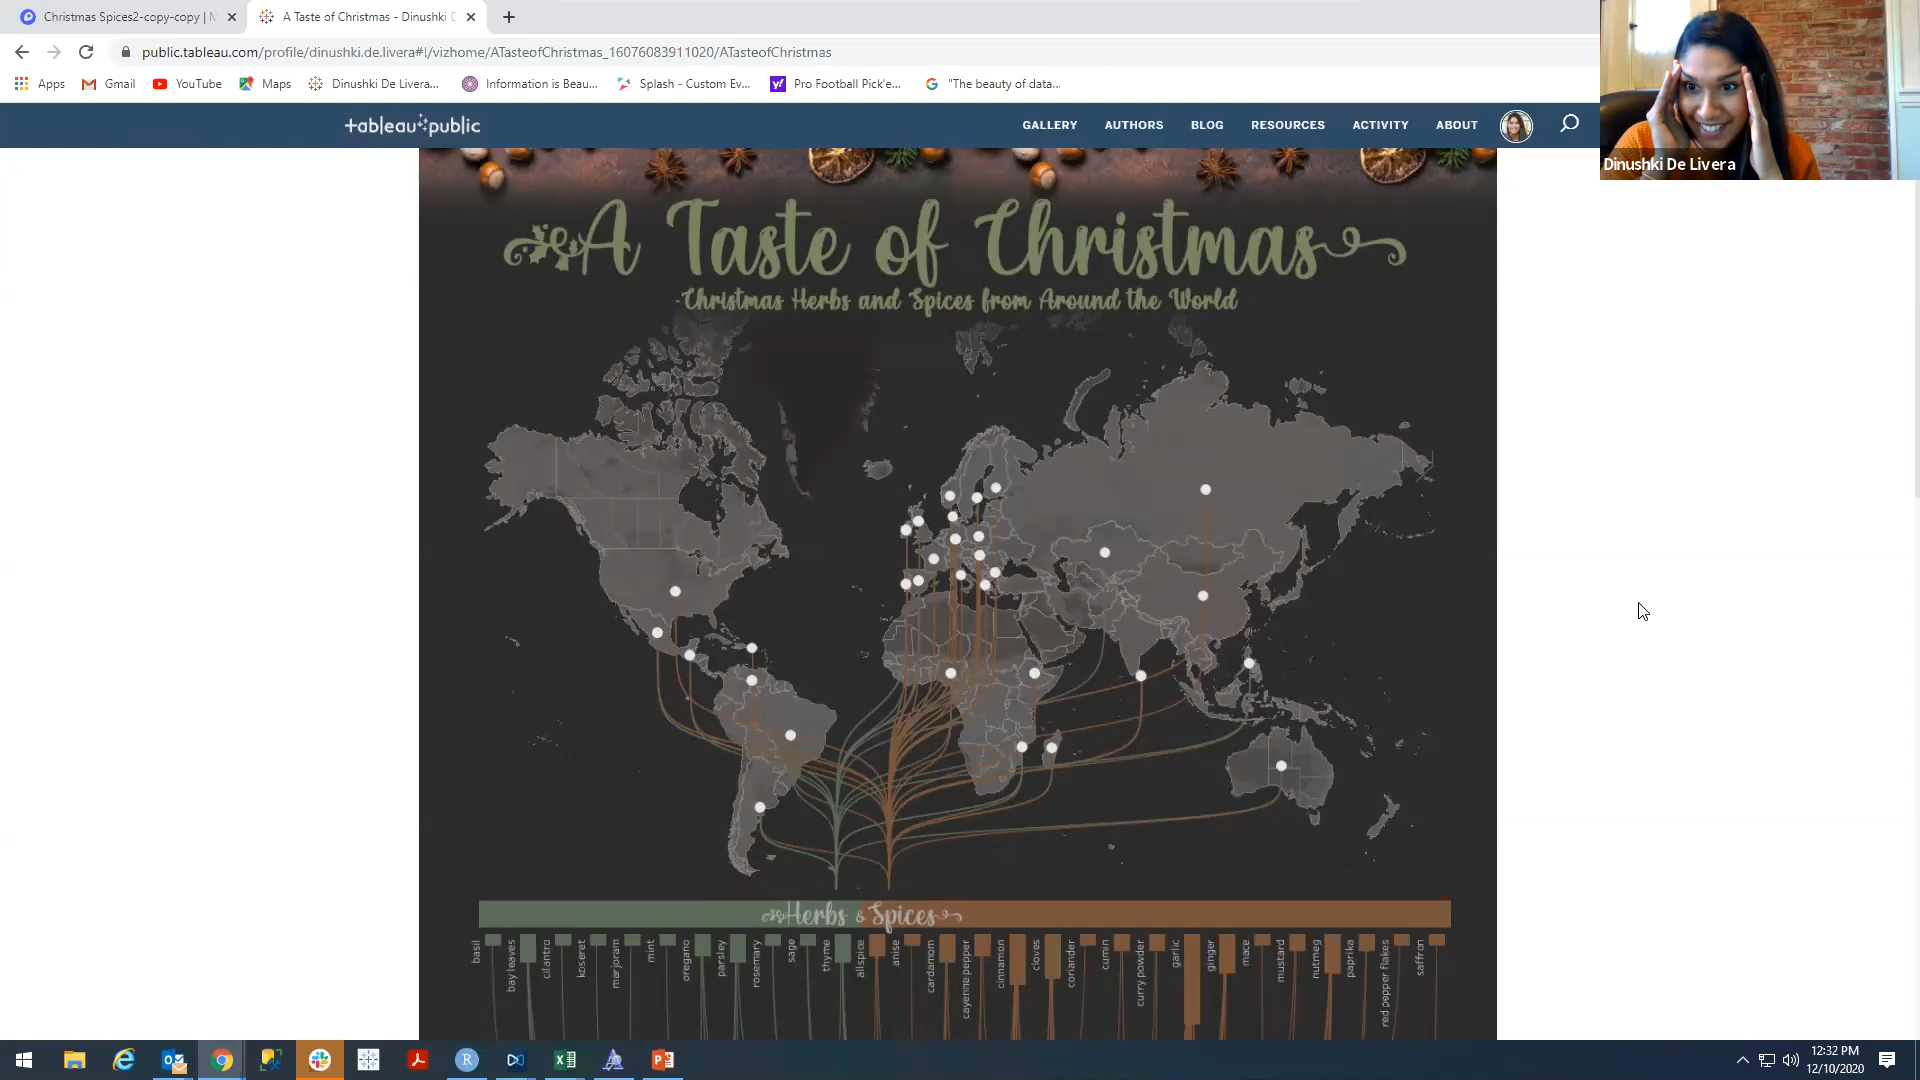 Christmas Spices2-copy-copy |
A Taste of Christmas - Dinushki D
public.tableau.com/profile/dinushki.de.livera#!/vizhome/ATasteofChristmas_16076083911020/ATasteofChristmas
Apps Gmail YouTube Maps Dinushki De Livera... Information is Beau... Splash - Custom Ev... Pro Football Pick'e... "The beauty of data...
tableau public
GALLERY AUTHORS BLOG RESOURCES ACTIVITY ABOUT
Dinushki De Livera
A Taste of Christmas
-Christmas Herbs and Spices from Around the World
Herbs & Spices
basil
bay leaves
cilantro
koseret
marjoram
mint
oregano
parsley
rosemary
sage
thyme
allspice
anise
cardamom
cayenne pepper
cinnamon
cloves
coriander
cumin
curry powder
garlic
ginger
mace
mustard
nutmeg
paprika
red pepper flakes
saffron
12:32 PM
12/10/2020